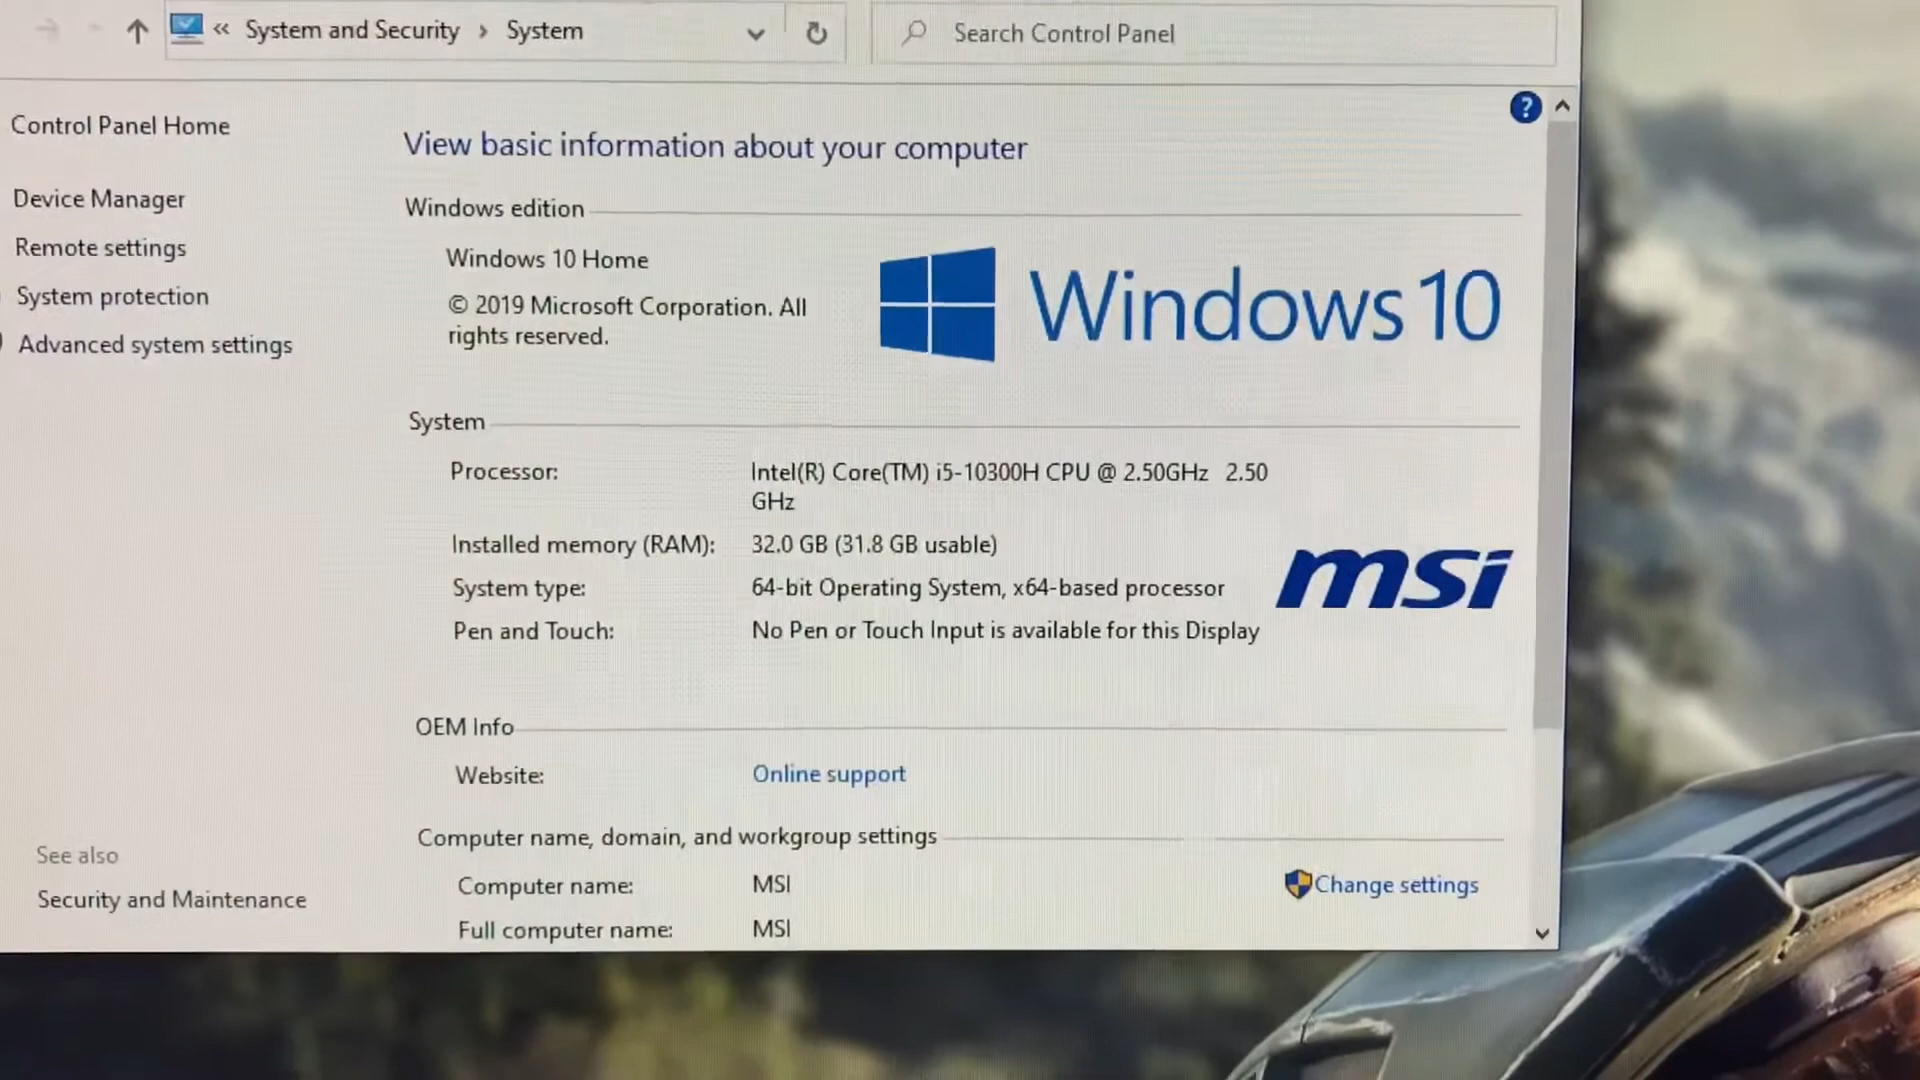 « System and Security › System
Search Control Panel
?
Control Panel Home
View basic information about your computer
Device Manager
Remote settings
System protection
Advanced system settings
Windows edition
Windows 10 Home
© 2019 Microsoft Corporation. All
rights reserved.
Windows 10
System
Processor: Intel(R) Core(TM) i5-10300H CPU @ 2.50GHz 2.50
GHz
Installed memory (RAM): 32.0 GB (31.8 GB usable)
System type: 64-bit Operating System, x64-based processor
Pen and Touch: No Pen or Touch Input is available for this Display
msi
OEM Info
Website: Online support
Computer name, domain, and workgroup settings
Computer name: MSI
Change settings
Full computer name: MSI
See also
Security and Maintenance